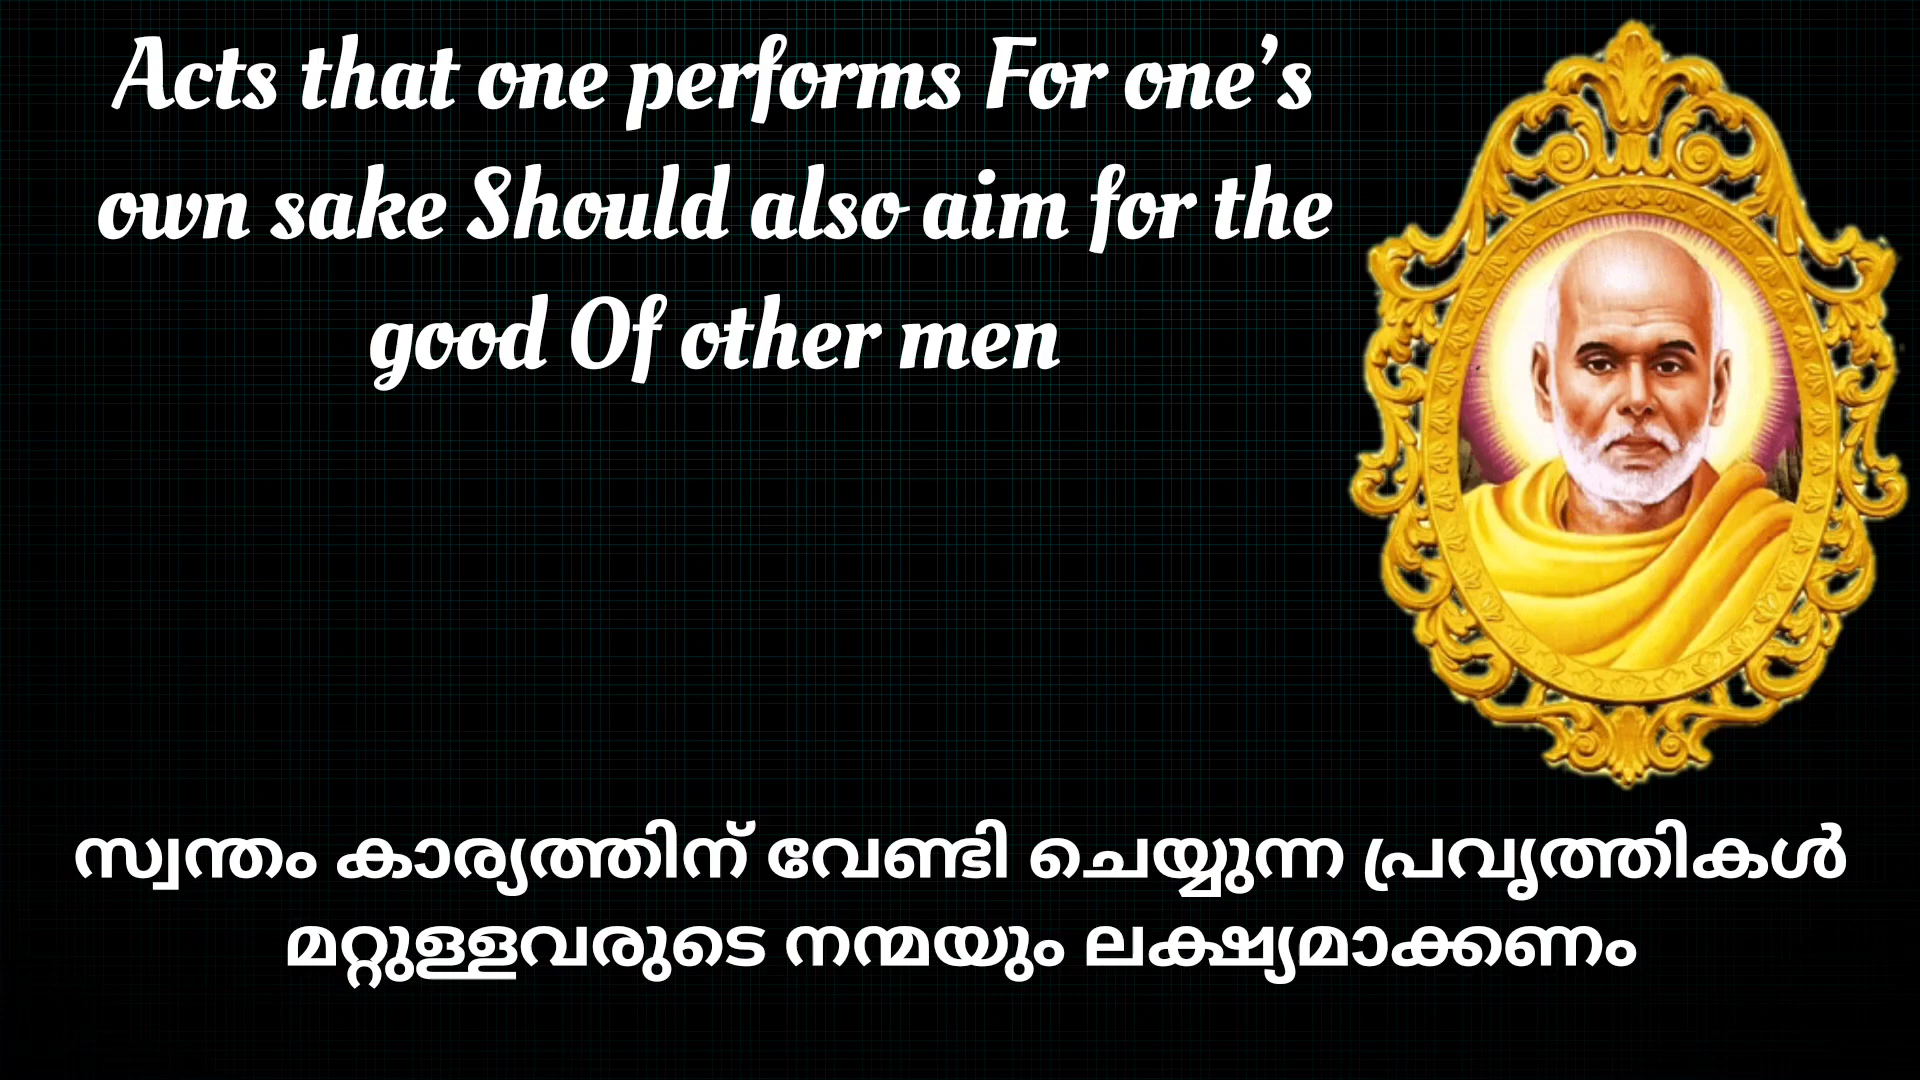 Acts that one performs For one’s
own sake Should also aim for the
good Of other men
സ്വന്തം കാര്യത്തിന് വേണ്ടി ചെയ്യുന്ന പ്രവൃത്തികൾ
മറ്റുള്ളവരുടെ നന്മയും ലക്ഷ്യമാക്കണം